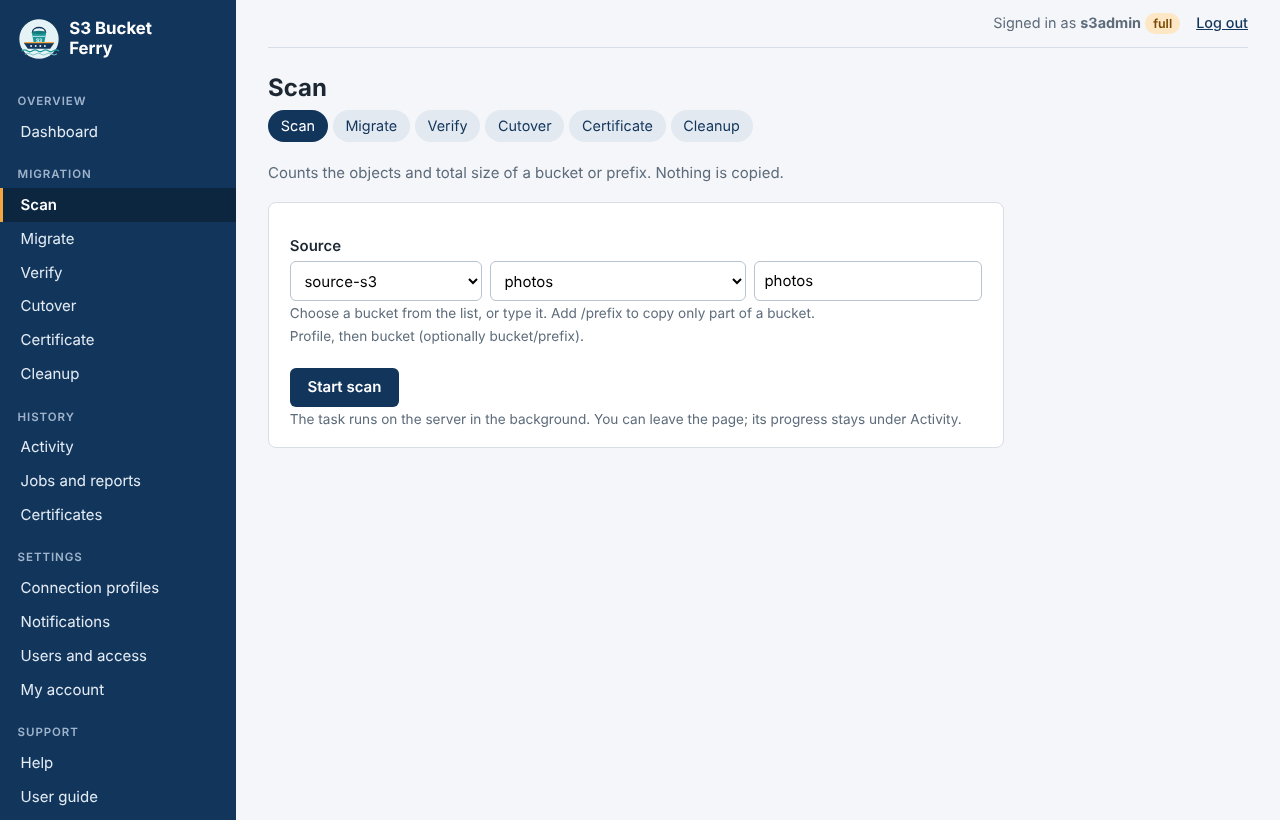 S3 Bucket
Ferry
OVERVIEW
Dashboard
MIGRATION
Scan
Migrate
Verify
Cutover
Certificate
Cleanup
HISTORY
Activity
Jobs and reports
Certificates
SETTINGS
Connection profiles
Notifications
Users and access
My account
SUPPORT
Help
User guide
Signed in as s3admin full Log out
Scan
Scan Migrate Verify Cutover Certificate Cleanup
Counts the objects and total size of a bucket or prefix. Nothing is copied.
Source
source-s3 photos photos
Choose a bucket from the list, or type it. Add /prefix to copy only part of a bucket.
Profile, then bucket (optionally bucket/prefix).
Start scan
The task runs on the server in the background. You can leave the page; its progress stays under Activity.